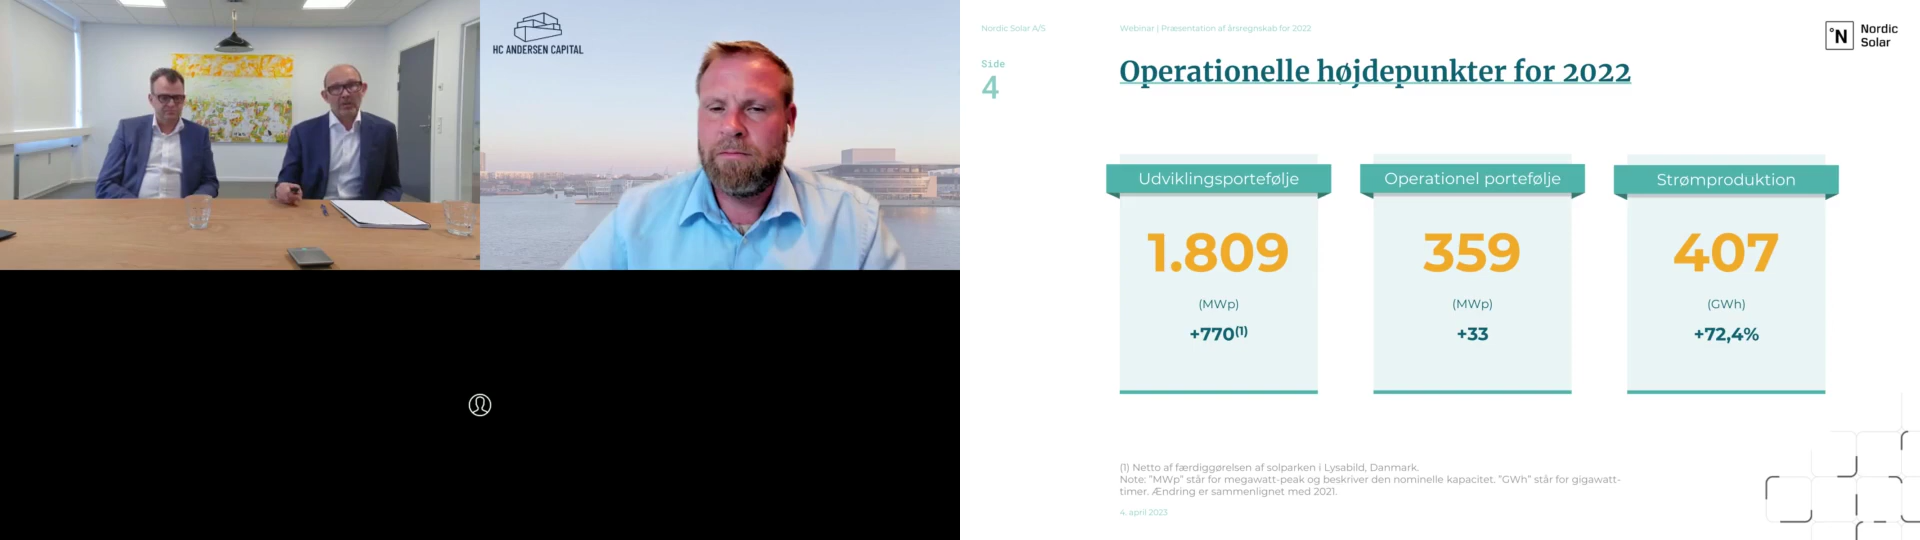 HC ANDERSEN CAPITAL
Nordic Solar A/S
Webinar | Præsentation af årsregnskab for 2022
°N Nordic
Solar
Side
4
Operationelle højdepunkter for 2022
Udviklingsportefølje
1.809
(MWp)
+770(1)
Operationel portefølje
359
(MWp)
+33
Strømproduktion
407
(GWh)
+72,4%
(1) Netto af færdiggørelsen af solparken i Lysabild, Danmark.
Note: "MWp" står for megawatt-peak og beskriver den nominelle kapacitet. "GWh" står for gigawatt-
timer. Ændring er sammenlignet med 2021.
4. april 2023